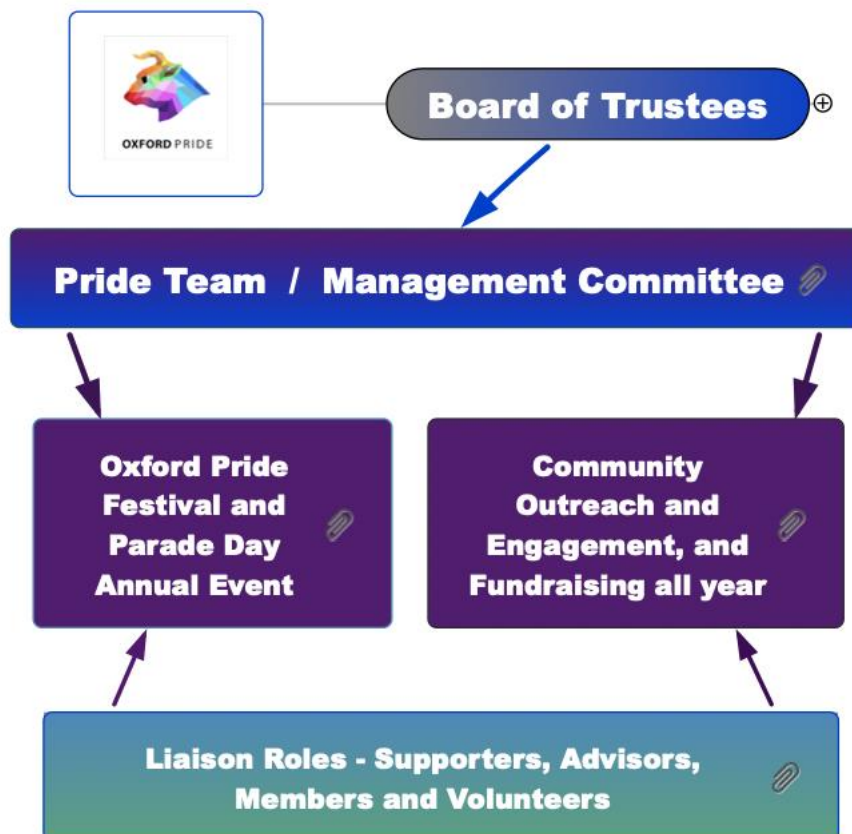 OXFORD PRIDE
Board of Trustees
Pride Team / Management Committee
Oxford Pride
Festival and
Parade Day
Annual Event
Community
Outreach and
Engagement, and
Fundraising all year
Liaison Roles - Supporters, Advisors,
Members and Volunteers